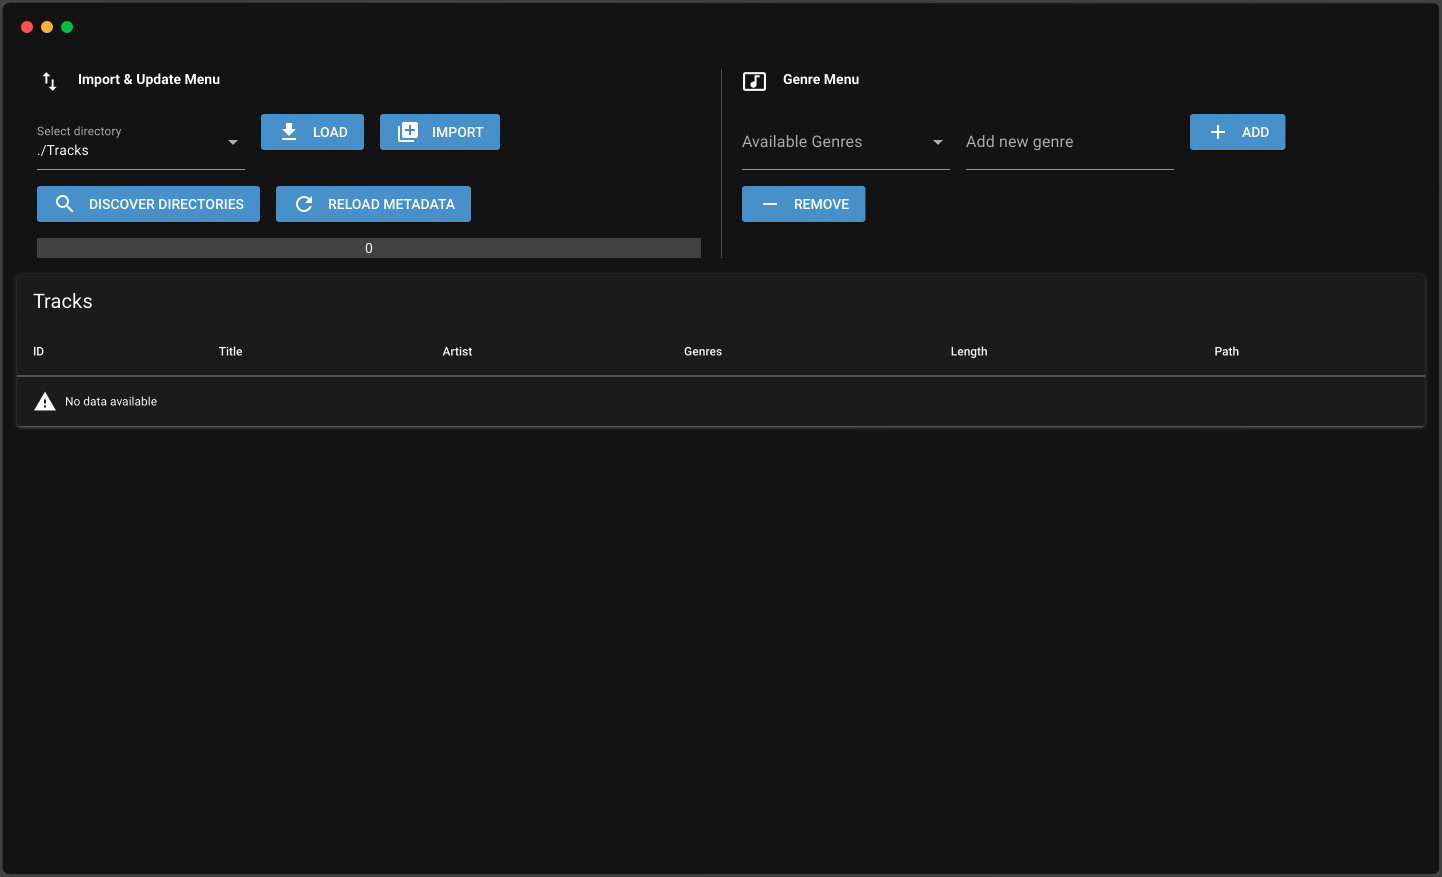 Import & Update Menu
Select directory
./Tracks
LOAD
IMPORT
DISCOVER DIRECTORIES
RELOAD METADATA
0
Genre Menu
Available Genres
Add new genre
ADD
REMOVE
Tracks
ID Title Artist Genres Length Path
No data available